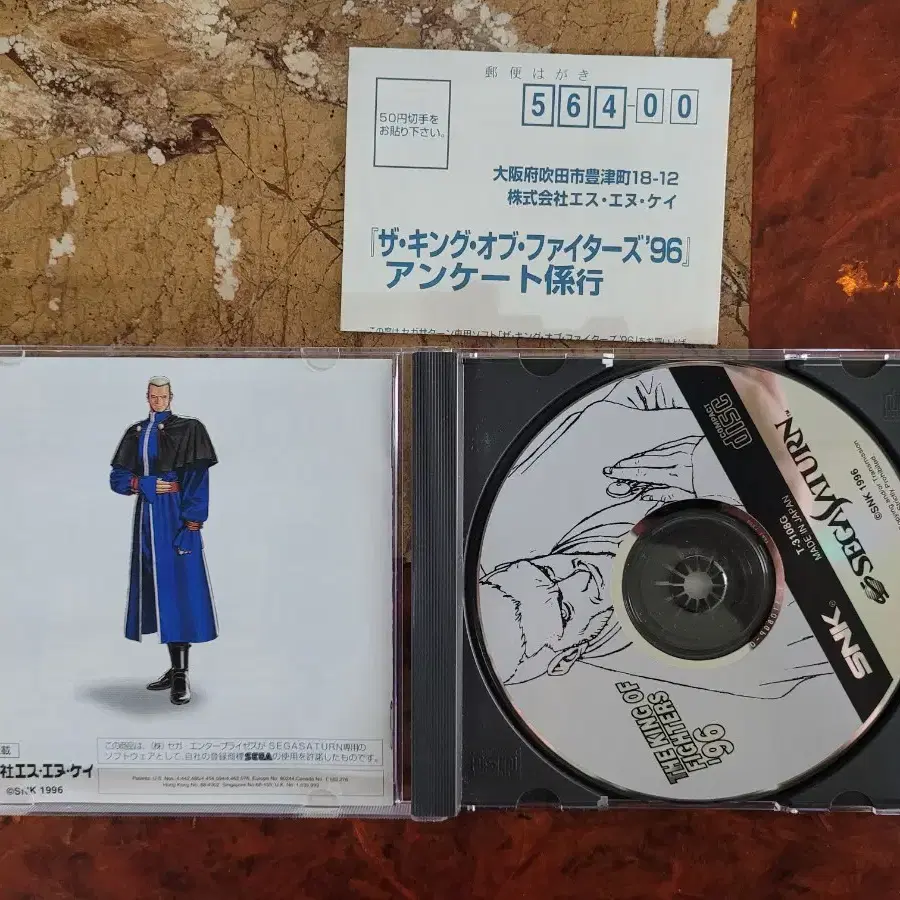 郵便はがき
564-00
50円切手を
お貼り下さい。
大阪府吹田市豊津町18-12
株式会社エス・エヌ・ケイ
『ザ・キング・オブ・ファイターズ'96』
アンケート係行
この商品は、(株)セガ エンタープライゼスがSEGASATURN専用の
ソフトウェアとして、自社の登録商標SEGAの使用を許諾したものです。
載
社エス・エヌ・ケイ
©SNK 1996
COMPACT
disc
SEGASATURN™
©SNK 1996
MADE IN JAPAN
T-3108G
SNK®
THE KING OF
FIGHTERS
'96